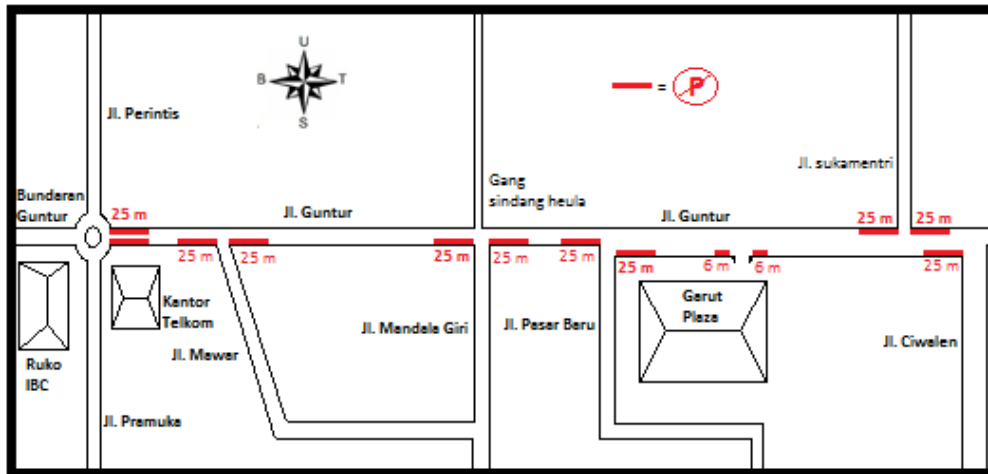 U
B
T
S
= P
Jl. Perintis
Jl. sukamentri
Bundaran
Guntur
Gang
sindang heula
25 m
Jl. Guntur
Jl. Guntur
25 m
25 m
25 m
25 m
25 m
25 m
25 m
25 m
6 m
6 m
25 m
Kantor
Telkom
Garut
Plaza
Jl. Mandala Giri
Jl. Pasar Baru
Jl. Ciwalen
Jl. Mawar
Ruko
IBC
Jl. Pramuka